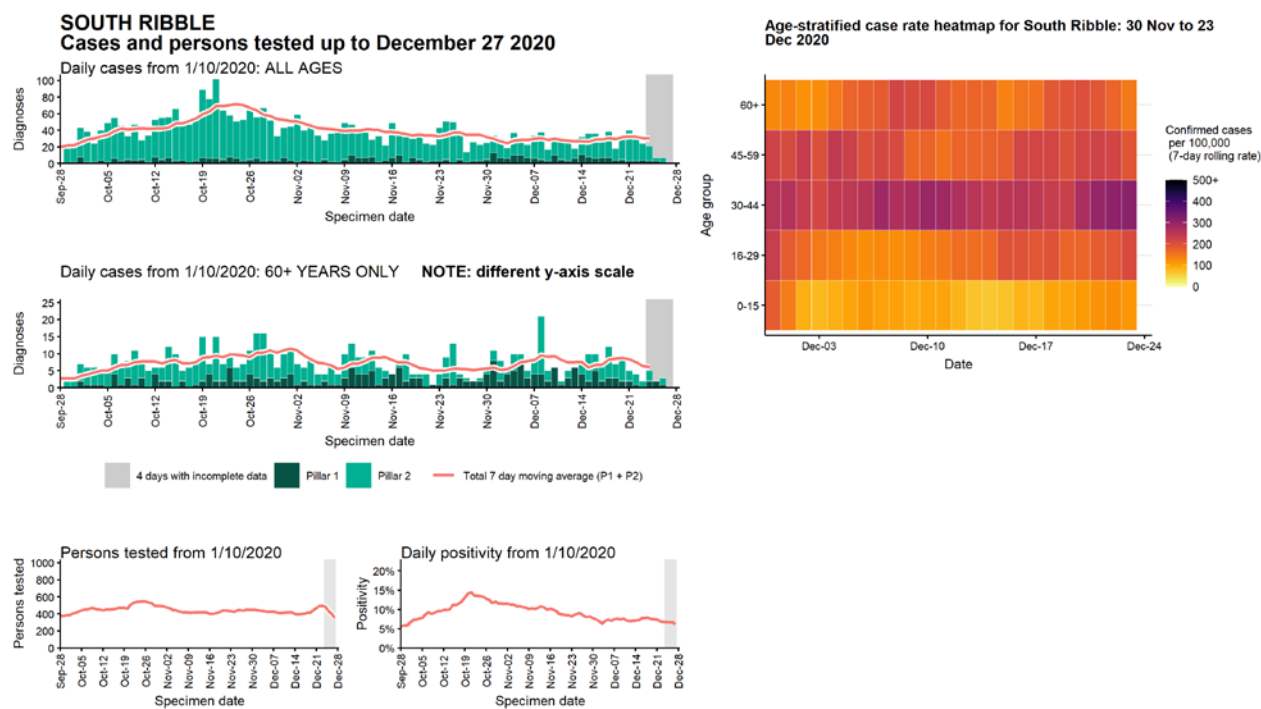 SOUTH RIBBLE
Cases and persons tested up to December 27 2020
Daily cases from 1/10/2020: ALL AGES
Diagnoses
100
80
60
40
20
0
Sep-28 Oct-05 Oct-12 Oct-19 Oct-26 Nov-02 Nov-09 Nov-16 Nov-23 Nov-30 Dec-07 Dec-14 Dec-21 Dec-28
Specimen date
Daily cases from 1/10/2020: 60+ YEARS ONLY NOTE: different y-axis scale
Diagnoses
25
20
15
10
5
0
Sep-28 Oct-05 Oct-12 Oct-19 Oct-26 Nov-02 Nov-09 Nov-16 Nov-23 Nov-30 Dec-07 Dec-14 Dec-21 Dec-28
Specimen date
4 days with incomplete data Pillar 1 Pillar 2 Total 7 day moving average (P1 + P2)
Persons tested from 1/10/2020
Persons tested
1000
800
600
400
200
0
Sep-28 Oct-05 Oct-12 Oct-19 Oct-26 Nov-02 Nov-09 Nov-16 Nov-23 Nov-30 Dec-07 Dec-14 Dec-21 Dec-28
Specimen date
Daily positivity from 1/10/2020
Positivity
20%
15%
10%
5%
0%
Sep-28 Oct-05 Oct-12 Oct-19 Oct-26 Nov-02 Nov-09 Nov-16 Nov-23 Nov-30 Dec-07 Dec-14 Dec-21 Dec-28
Specimen date
Age-stratified case rate heatmap for South Ribble: 30 Nov to 23
Dec 2020
Age group
60+
45-59
30-44
16-29
0-15
Dec-03 Dec-10 Dec-17 Dec-24
Date
Confirmed cases
per 100,000
(7-day rolling rate)
500+
400
300
200
100
0